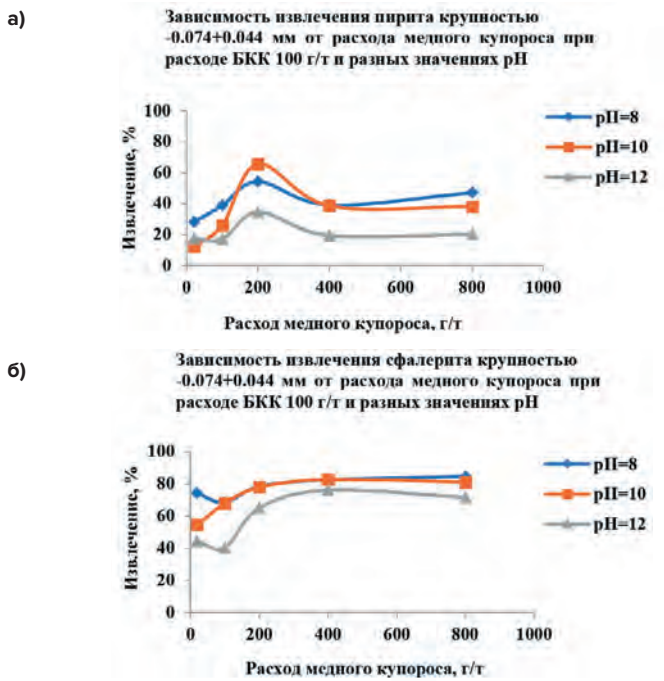 а)
Зависимость извлечения пирита крупностью
-0.074+0.044 мм от расхода медного купороса при
расходе БКК 100 г/т и разных значениях pH
100
80
60
40
20
0
Извлечение, %
0 200 400 600 800 1000
Расход медного купороса, г/т
pH=8
pH=10
pH=12
б)
Зависимость извлечения сфалерита крупностью
-0.074+0.044 мм от расхода медного купороса при
расходе БКК 100 г/т и разных значениях pH
100
80
60
40
20
0
Извлечение, %
0 200 400 600 800 1000
Расход медного купороса, г/т
pH=8
pH=10
pH=12